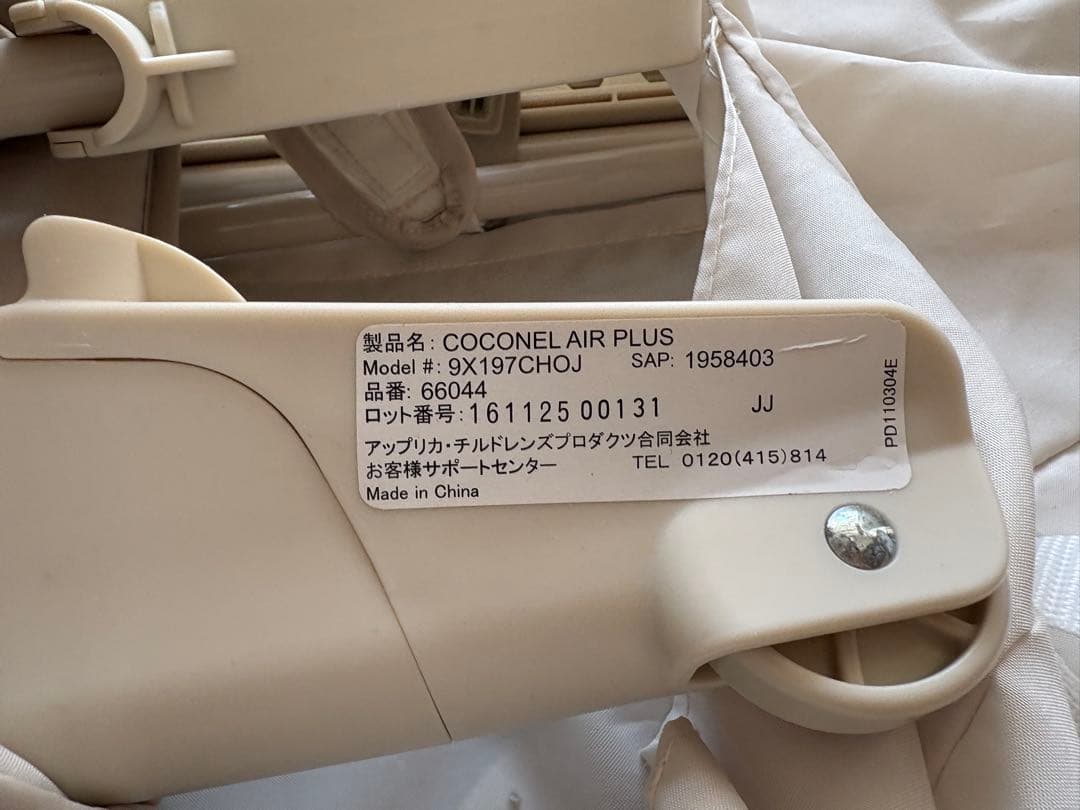 製品名: COCONEL AIR PLUS
Model #: 9X197CHOJ SAP: 1958403
品番: 66044
ロット番号: 161125 00131 JJ
アップリカ・チルドレンズプロダクツ合同会社
お客様サポートセンター TEL 0120(415)814
Made in China
PD110304E